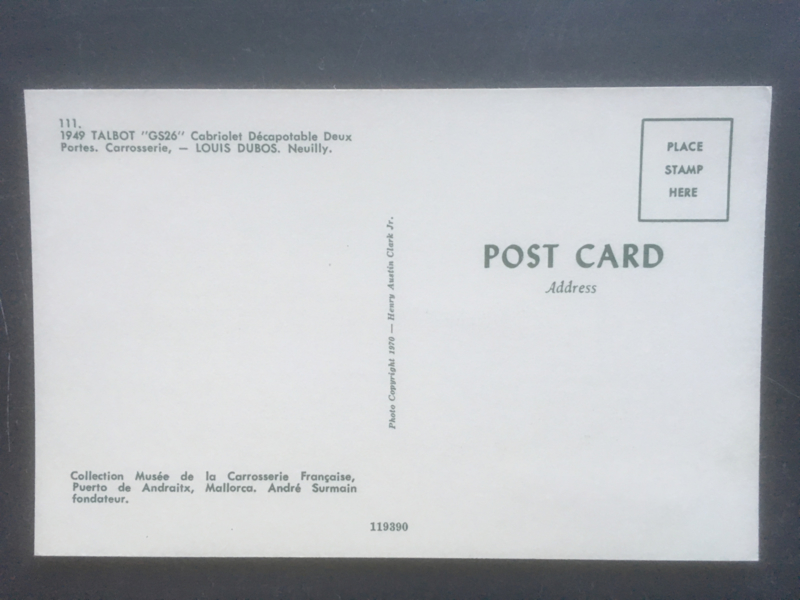 111.
1949 TALBOT "GS26" Cabriolet Décapotable Deux
Portes. Carrosserie, — LOUIS DUBOS. Neuilly.
PLACE
STAMP
HERE
Photo Copyright 1970 — Henry Austin Clark Jr.
POST CARD
Address
Collection Musée de la Carrosserie Française,
Puerto de Andraitx, Mallorca. André Surmain
fondateur.
119390